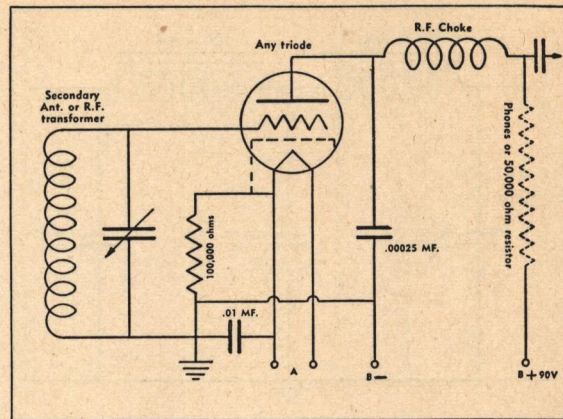 R.F. Choke
Any triode
Secondary
Ant. or R.F.
transformer
Phones or 50,000 ohm resistor
100,000 ohms
.00025 MF.
.01 MF.
A
B—
B+90V